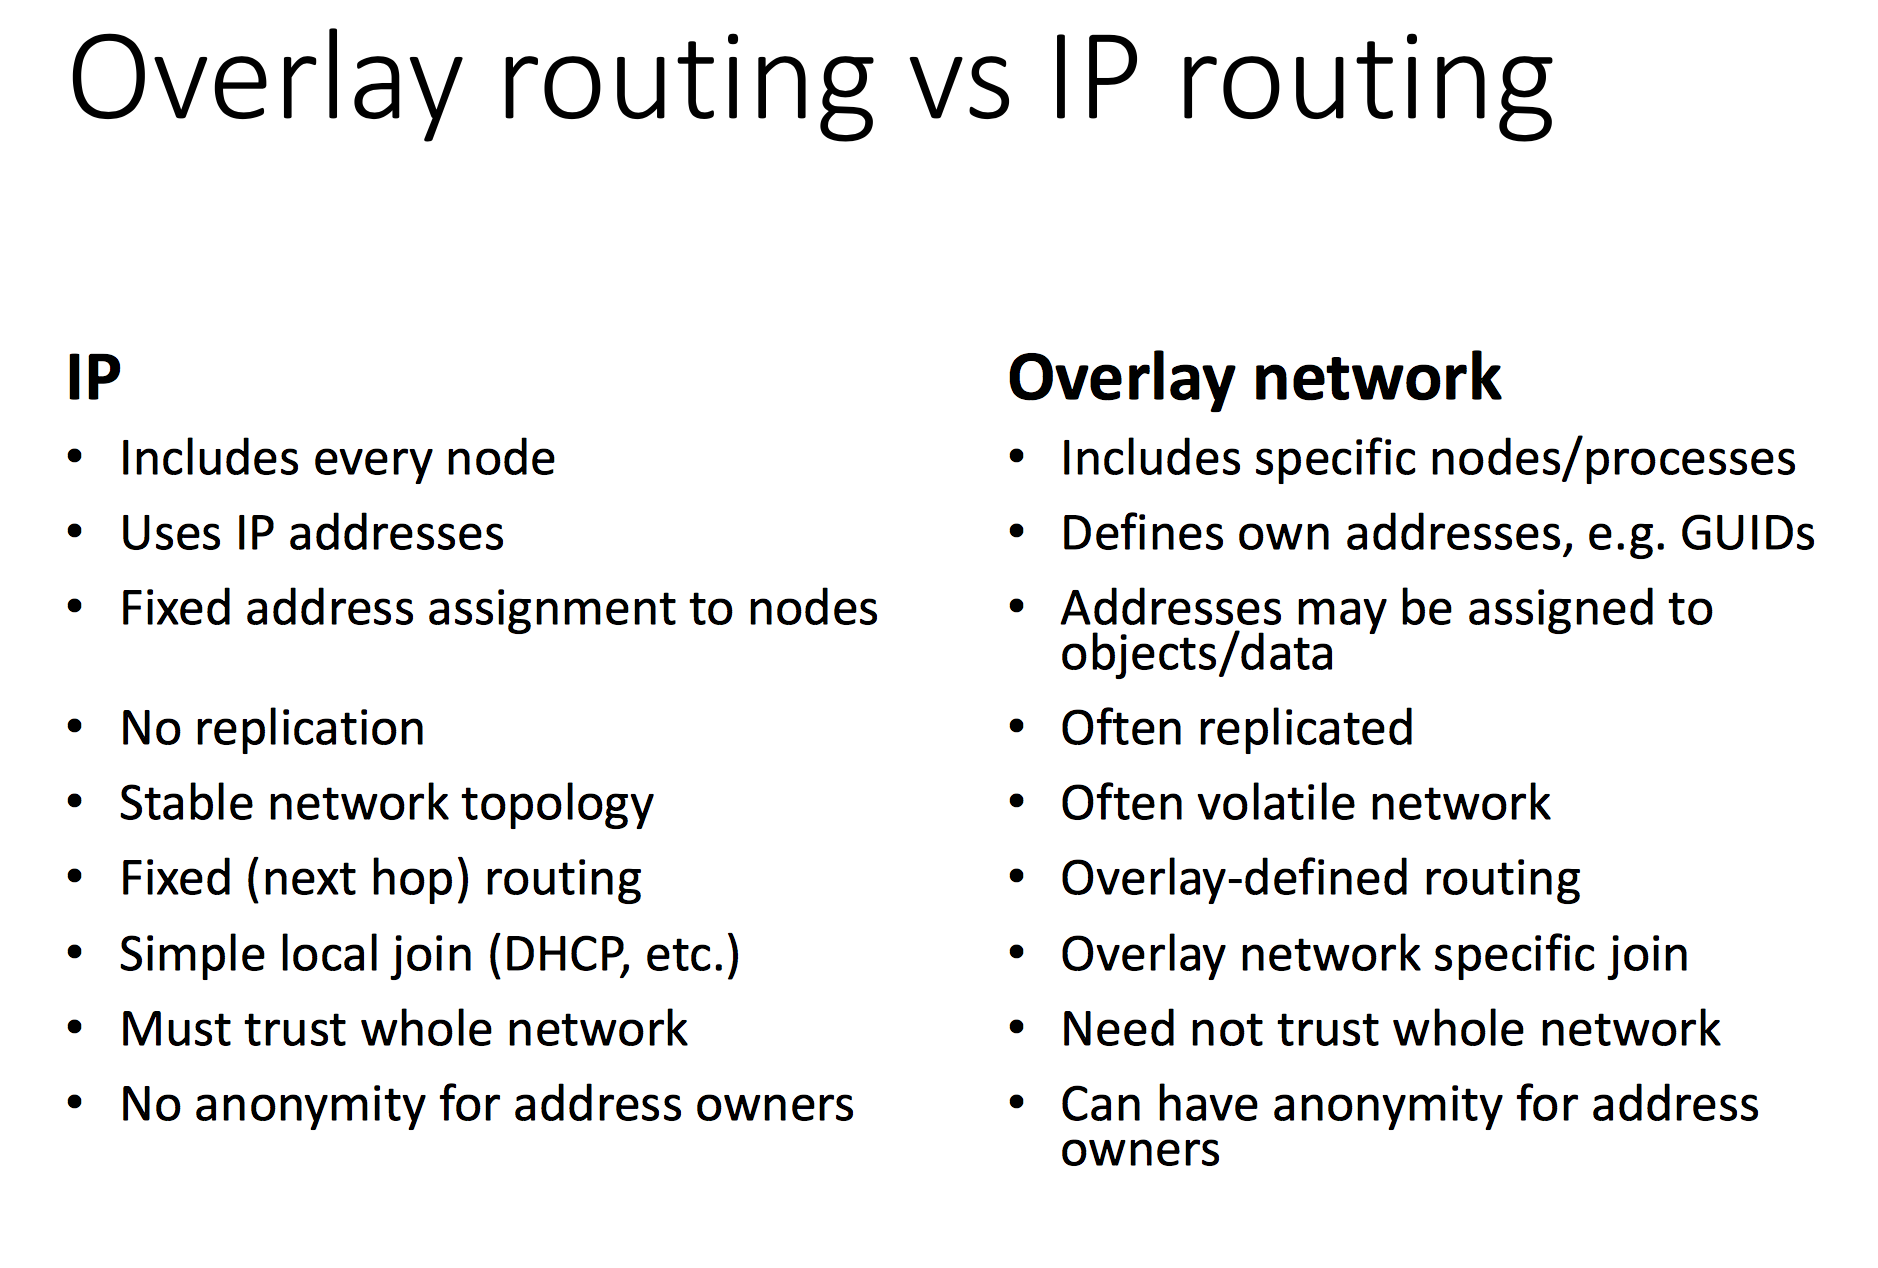 Overlay routing vs IP routing
IP
• Includes every node
• Uses IP addresses
• Fixed address assignment to nodes
• No replication
• Stable network topology
• Fixed (next hop) routing
• Simple local join (DHCP, etc.)
• Must trust whole network
• No anonymity for address owners
Overlay network
• Includes specific nodes/processes
• Defines own addresses, e.g. GUIDs
• Addresses may be assigned to
objects/data
• Often replicated
• Often volatile network
• Overlay-defined routing
• Overlay network specific join
• Need not trust whole network
• Can have anonymity for address
owners